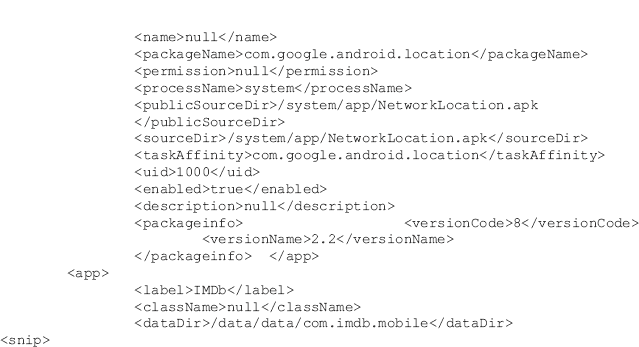 <name>null</name>
<packageName>com.google.android.location</packageName>
<permission>null</permission>
<processName>system</processName>
<publicSourceDir>/system/app/NetworkLocation.apk
</publicSourceDir>
<sourceDir>/system/app/NetworkLocation.apk</sourceDir>
<taskAffinity>com.google.android.location</taskAffinity>
<uid>1000</uid>
<enabled>true</enabled>
<description>null</description>
<packageinfo> <versionCode>8</versionCode>
<versionName>2.2</versionName>
</packageinfo> </app>
<app>
<label>IMDb</label>
<className>null</className>
<dataDir>/data/data/com.imdb.mobile</dataDir>
<snip>